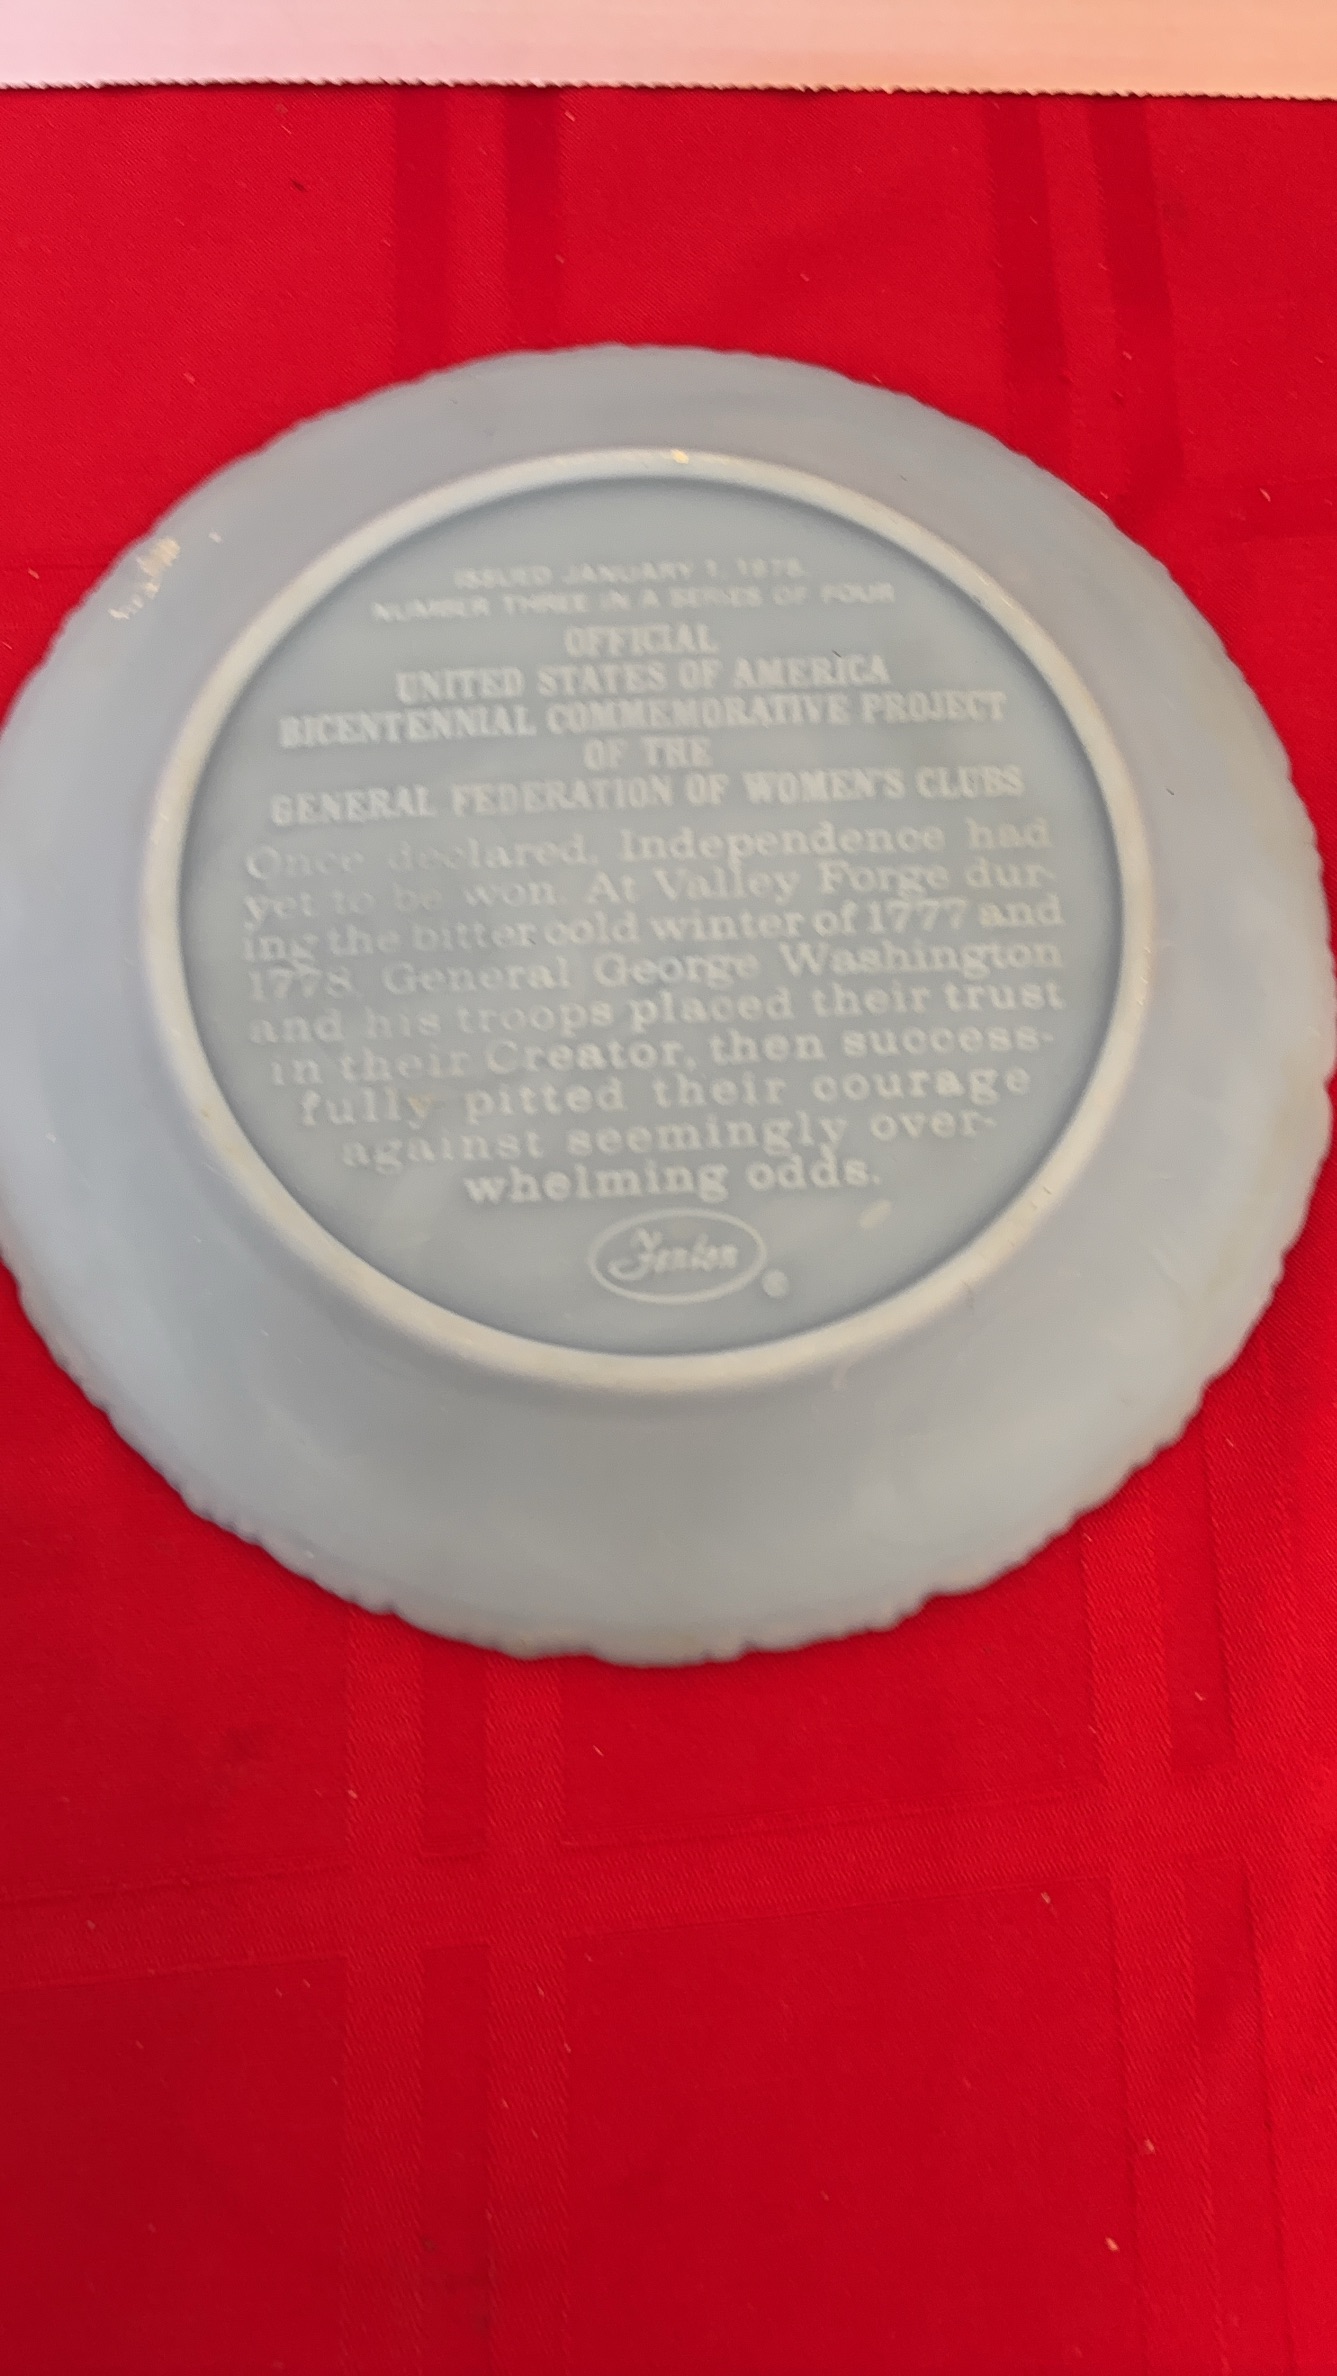 ISSUED JANUARY 1, 1976
NUMBER THREE IN A SERIES OF FOUR
OFFICIAL
UNITED STATES OF AMERICA
BICENTENNIAL COMMEMORATIVE PROJECT
OF THE
GENERAL FEDERATION OF WOMEN'S CLUBS
Once declared, Independence had
yet to be won. At Valley Forge dur-
ing the bitter cold winter of 1777 and
1778, General George Washington
and his troops placed their trust
in their Creator, then success-
fully pitted their courage
against seemingly over-
whelming odds.
Fenton ®